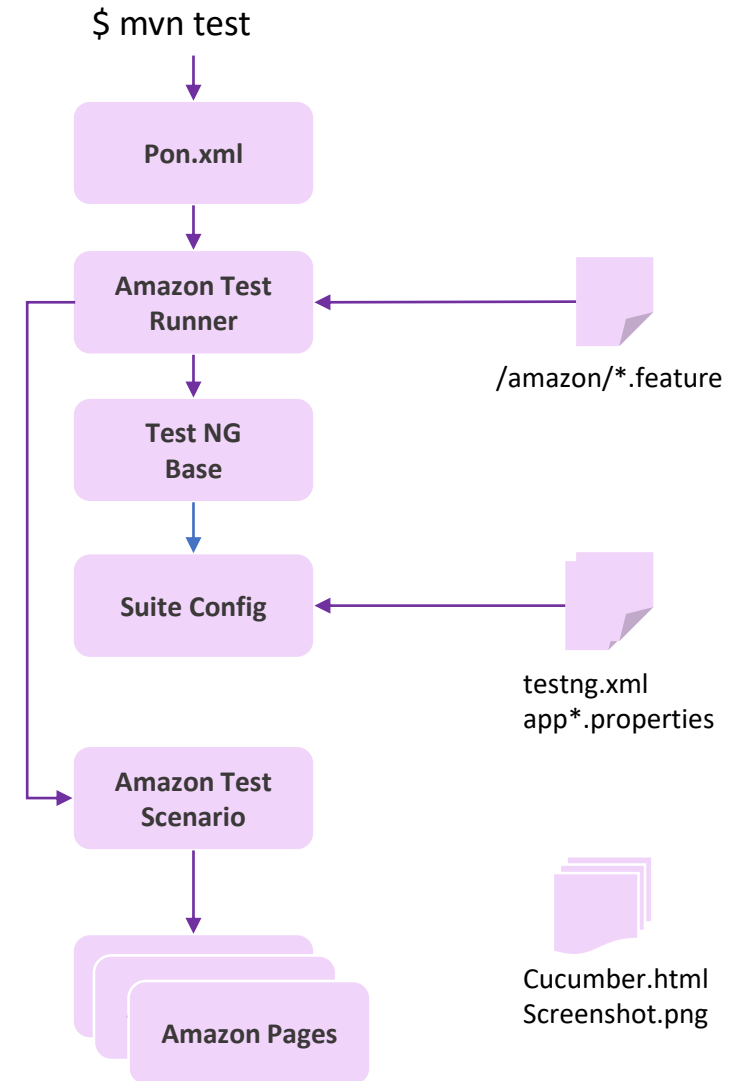 $ mvn test
Pon.xml
Amazon Test
Runner
/amazon/*.feature
Test NG
Base
Suite Config
testng.xml
app*.properties
Amazon Test
Scenario
Cucumber.html
Screenshot.png
Amazon Pages